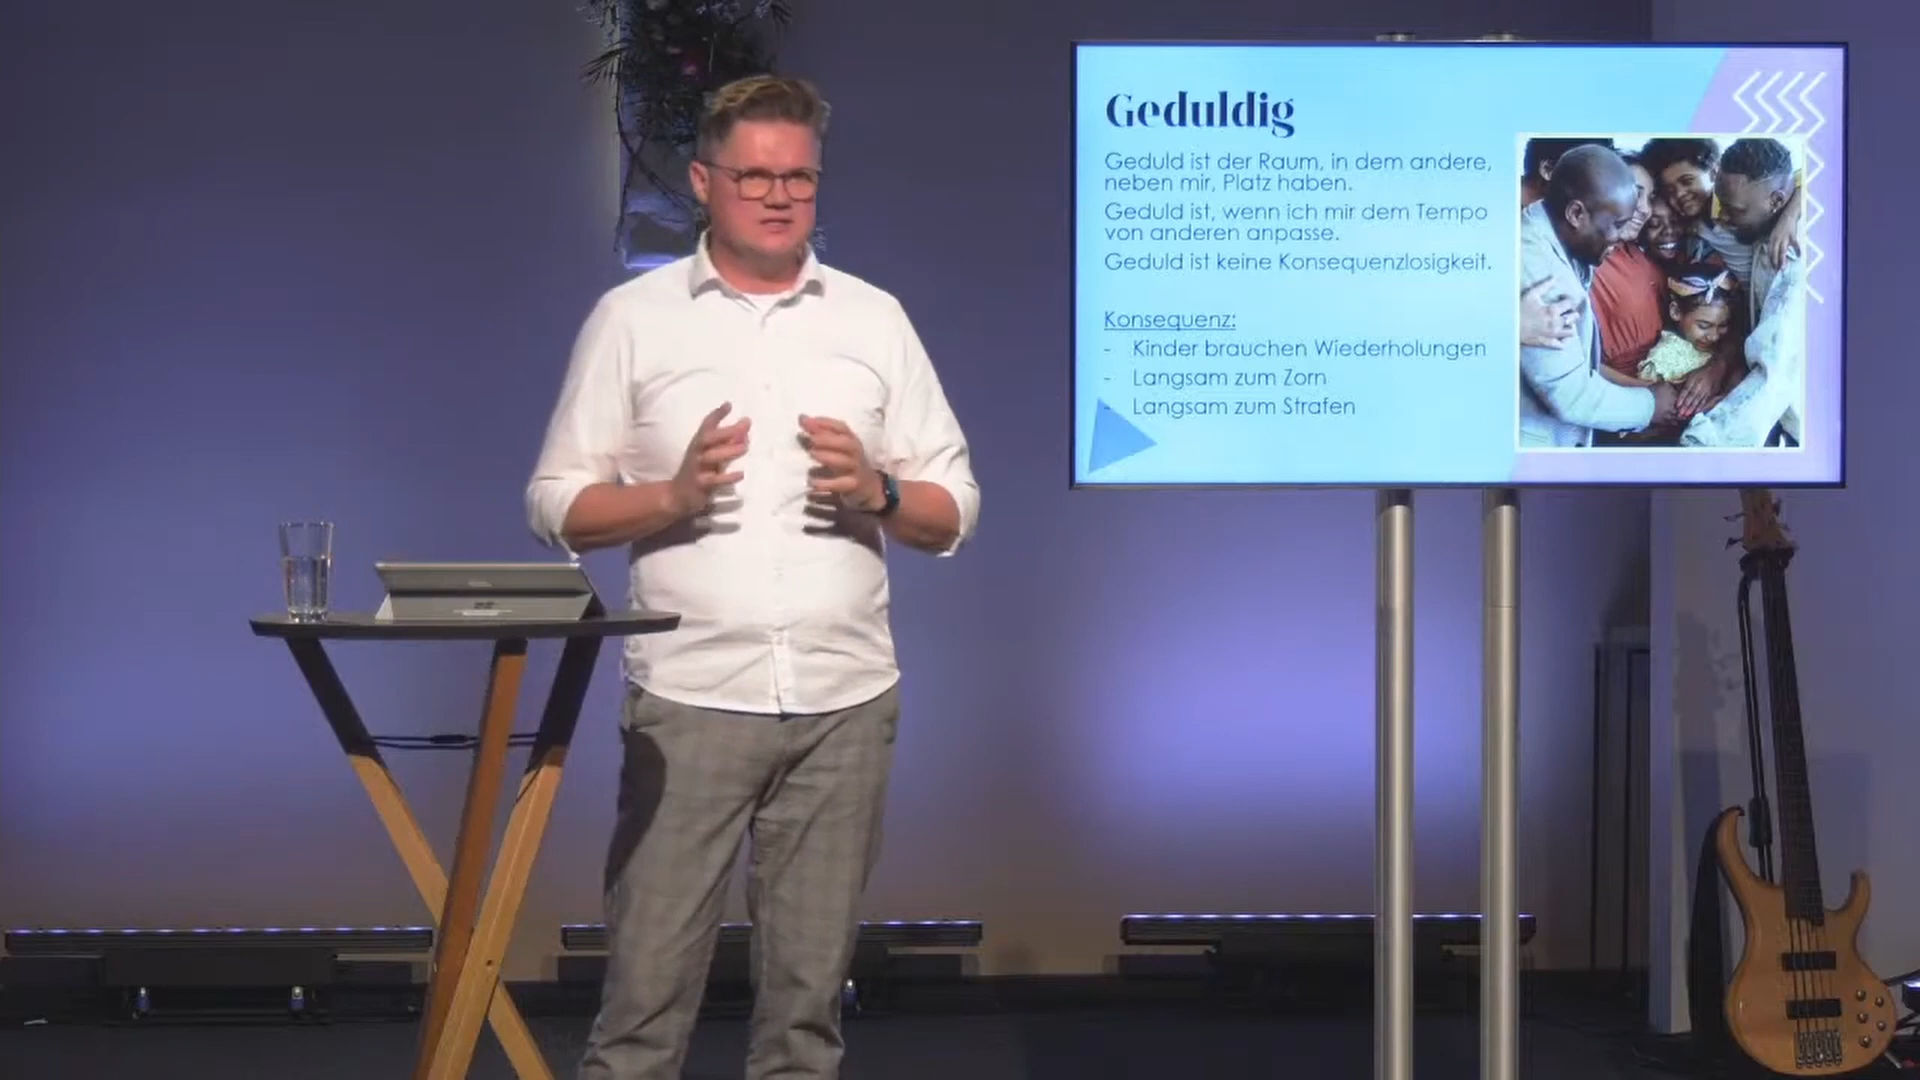 Geduldig
Geduld ist der Raum, in dem andere,
neben mir, Platz haben.
Geduld ist, wenn ich mir dem Tempo
von anderen anpasse.
Geduld ist keine Konsequenzlosigkeit.
Konsequenz:
- Kinder brauchen Wiederholungen
- Langsam zum Zorn
- Langsam zum Strafen